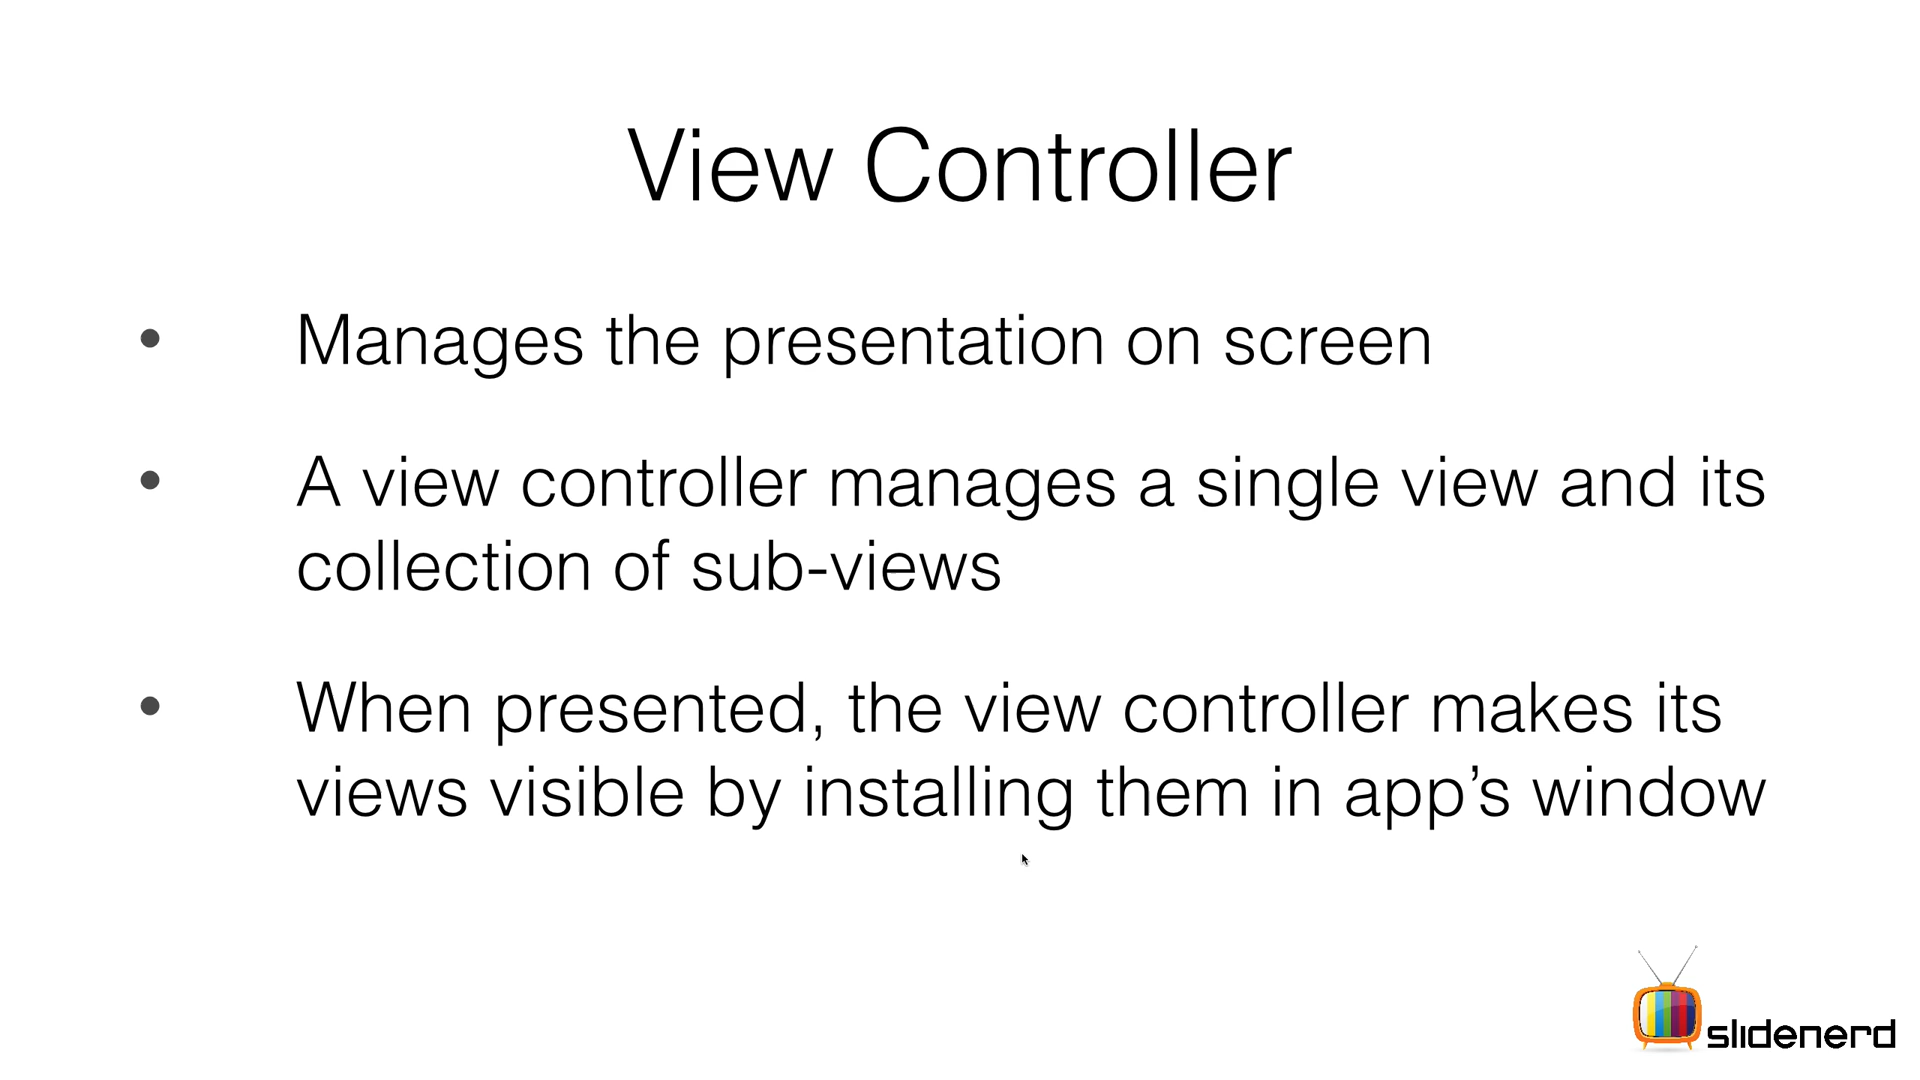 View Controller
• Manages the presentation on screen
• A view controller manages a single view and its
collection of sub-views
• When presented, the view controller makes its
views visible by installing them in app’s window
slidenerd